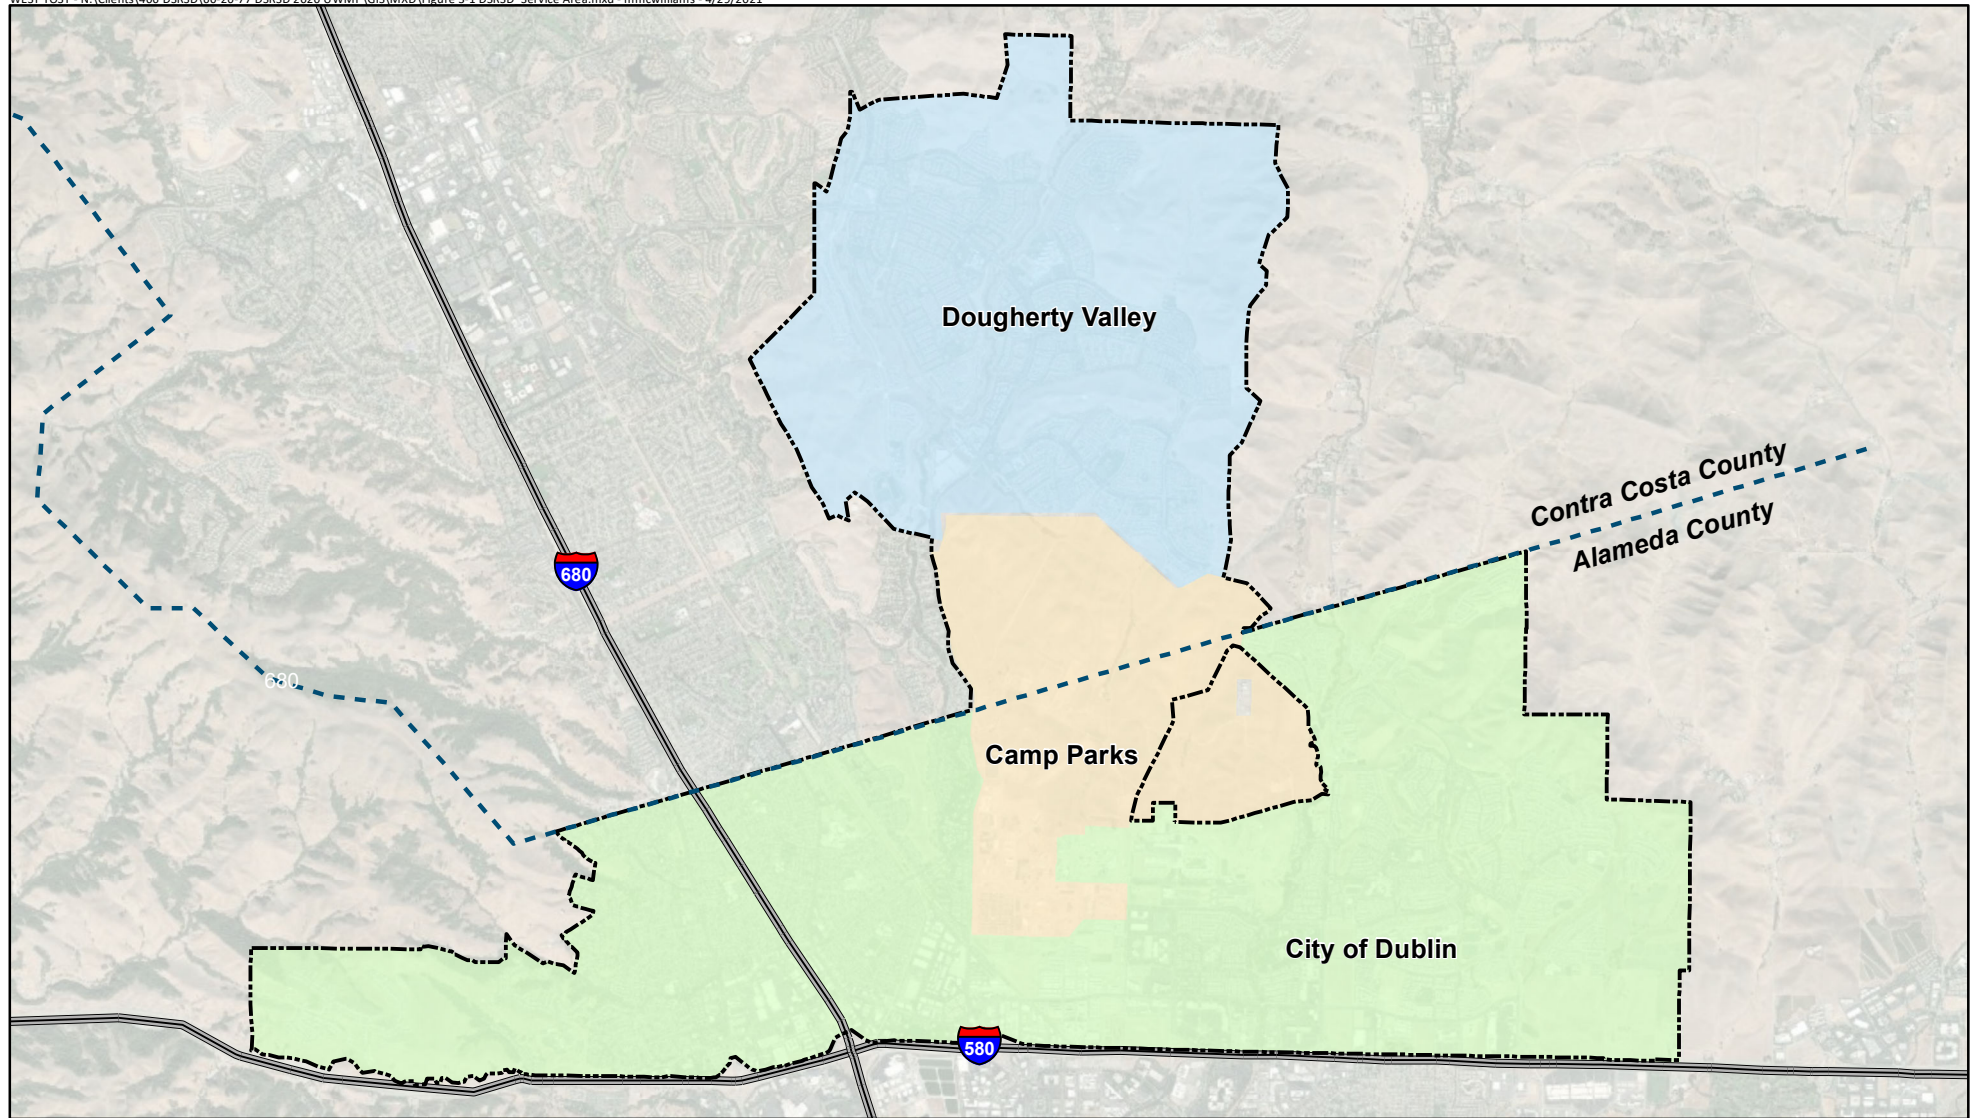 Dougherty Valley
Contra Costa County
Alameda County
680
680
Camp Parks
City of Dublin
580